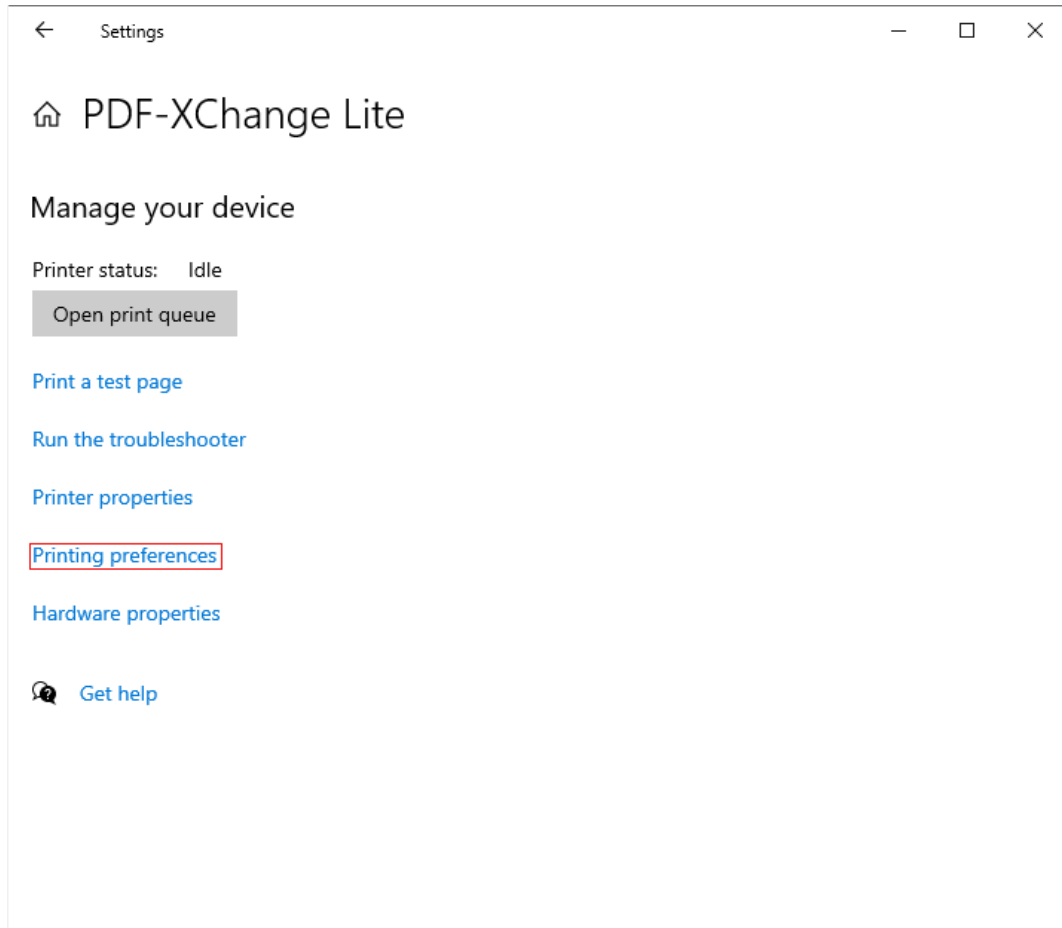 Settings
PDF-XChange Lite
Manage your device
Printer status: Idle
Open print queue
Print a test page
Run the troubleshooter
Printer properties
Printing preferences
Hardware properties
Get help